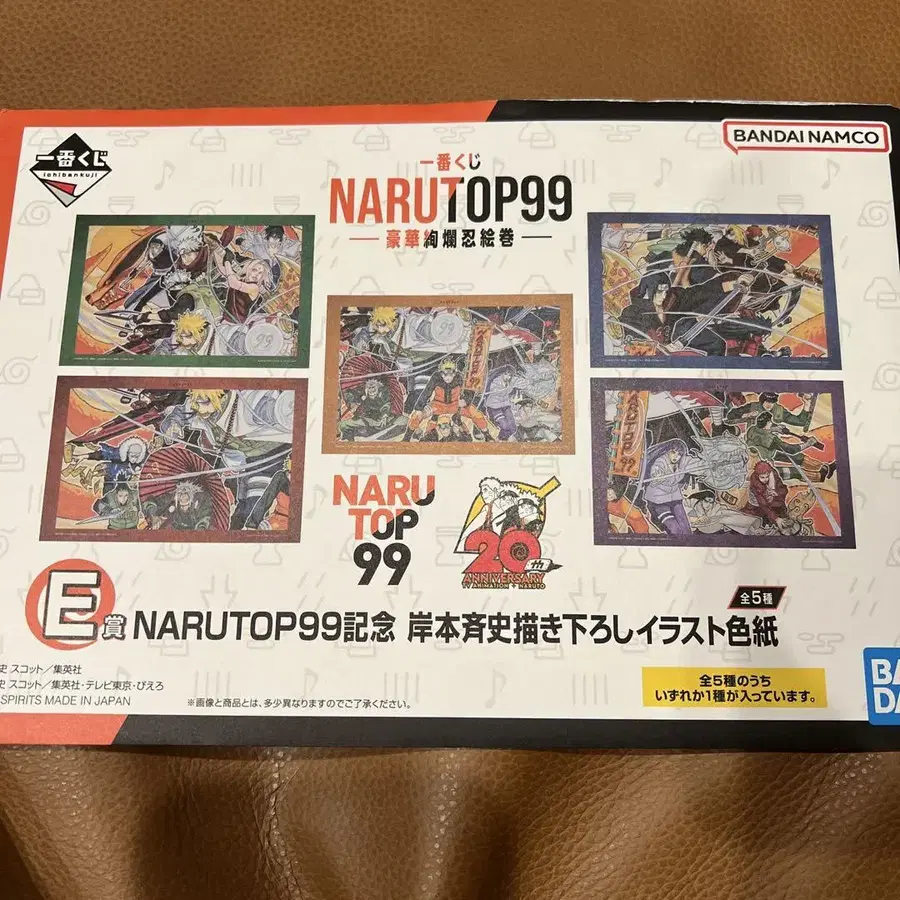 一番くじ
ichibankuji
BANDAI NAMCO
一番くじ
NARUTOP99
豪華絢爛忍絵巻
NARU
TOP
99
20th
ANNIVERSARY
TV ANIMATION NARUTO
E賞 NARUTOP99記念 岸本斉史描き下ろしイラスト色紙
全5種
史 スコット／集英社
史 スコット／集英社・テレビ東京・ぴえろ
SPIRITS MADE IN JAPAN
※画像と商品とは、多少異なりますのでご了承ください。
全5種のうち
いずれか1種が入っています。
BA
DA